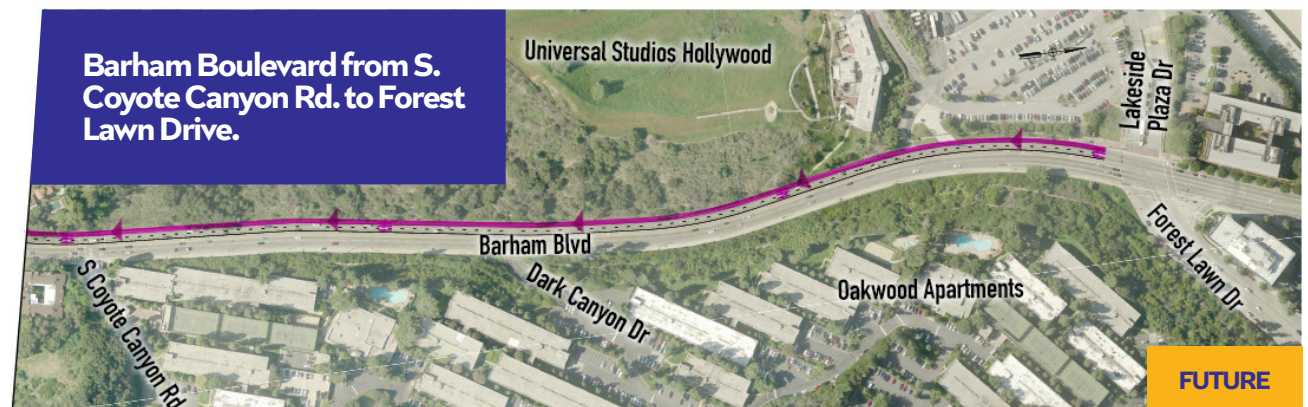 Barham Boulevard from S.
Coyote Canyon Rd. to Forest
Lawn Drive.
Universal Studios Hollywood
Lakeside
Plaza Dr
Barham Blvd
S Coyote Canyon Rd
Dark Canyon Dr
Oakwood Apartments
Forest Lawn Dr
FUTURE